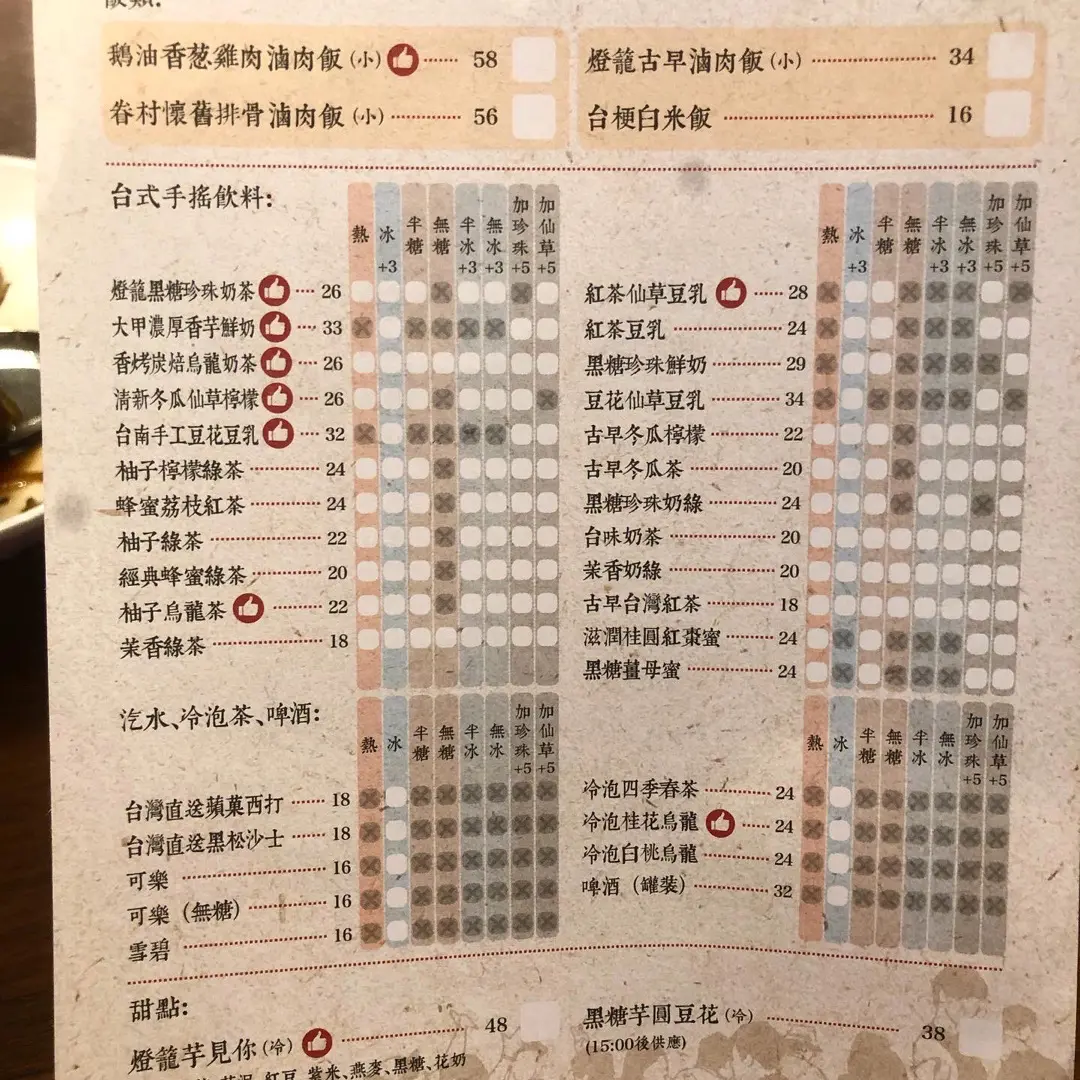 飯類:
鵝油香葱雞肉滷肉飯(小) 58
燈籠古早滷肉飯(小) 34
眷村懷舊排骨滷肉飯(小) 56
台梗白米飯 16
台式手搖飲料:
熱 冰+3 半糖 無糖 半冰+3 無冰+3 加珍珠+5 加仙草+5
燈籠黑糖珍珠奶茶 26
大甲濃厚香芋鮮奶 33
香烤炭焙烏龍奶茶 26
清新冬瓜仙草檸檬 26
台南手工豆花豆乳 32
柚子檸檬綠茶 24
蜂蜜荔枝紅茶 24
柚子綠茶 22
經典蜂蜜綠茶 20
柚子烏龍茶 22
茉香綠茶 18
熱 冰+3 半糖 無糖 半冰+3 無冰+3 加珍珠+5 加仙草+5
紅茶仙草豆乳 28
紅茶豆乳 24
黑糖珍珠鮮奶 29
豆花仙草豆乳 34
古早冬瓜檸檬 22
古早冬瓜茶 20
黑糖珍珠奶綠 24
台味奶茶 20
茉香奶綠 20
古早台灣紅茶 18
滋潤桂圓紅棗蜜 24
黑糖薑母蜜 24
汽水、冷泡茶、啤酒:
熱 冰 半糖 無糖 半冰 無冰 加珍珠+5 加仙草+5
台灣直送蘋菓西打 18
台灣直送黑松沙士 18
可樂 16
可樂(無糖) 16
雪碧 16
熱 冰 半糖 無糖 半冰 無冰 加珍珠+5 加仙草+5
冷泡四季春茶 24
冷泡桂花烏龍 24
冷泡白桃烏龍 24
啤酒(罐裝) 32
甜點:
燈籠芋見你(冷) 48
紅豆、紫米、燕麥、黑糖、花奶
黑糖芋圓豆花(冷) 38
(15:00後供應)